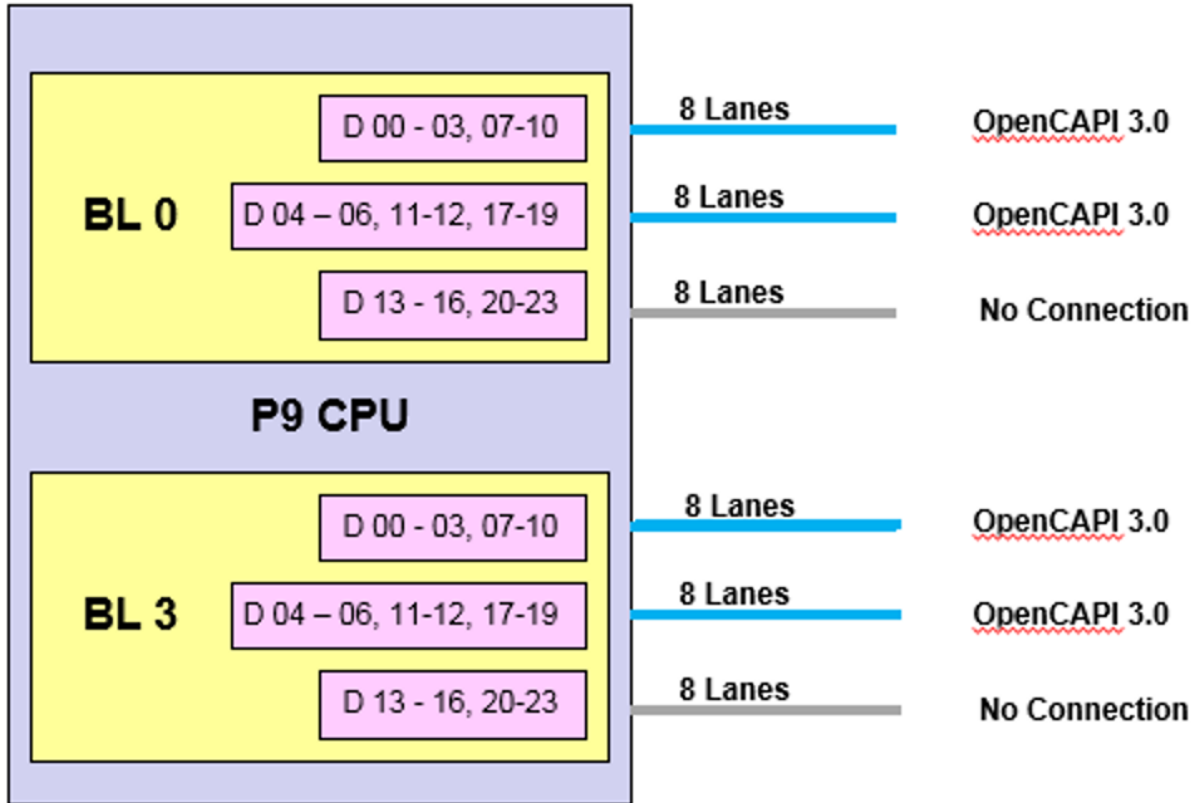 D 00 - 03, 07-10
8 Lanes
OpenCAPI 3.0
BL 0
D 04 – 06, 11-12, 17-19
8 Lanes
OpenCAPI 3.0
D 13 - 16, 20-23
8 Lanes
No Connection
P9 CPU
D 00 - 03, 07-10
8 Lanes
OpenCAPI 3.0
BL 3
D 04 – 06, 11-12, 17-19
8 Lanes
OpenCAPI 3.0
D 13 - 16, 20-23
8 Lanes
No Connection